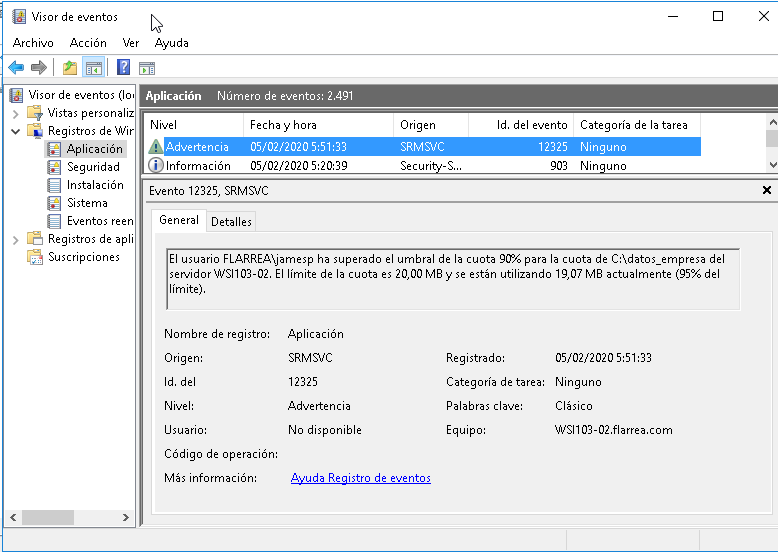 Visor de eventos
Archivo Acción Ver Ayuda
Visor de eventos (loc
Vistas personaliz
Registros de Win
Aplicación
Seguridad
Instalación
Sistema
Eventos reen
Registros de apli
Suscripciones
Aplicación Número de eventos: 2.491
Nivel Fecha y hora Origen Id. del evento Categoría de la tarea
Advertencia 05/02/2020 5:51:33 SRMSVC 12325 Ninguno
Información 05/02/2020 5:20:39 Security-S... 903 Ninguno
Evento 12325, SRMSVC
General Detalles
El usuario FLARREA\jamesp ha superado el umbral de la cuota 90% para la cuota de C:\datos_empresa del
servidor WSI103-02. El límite de la cuota es 20,00 MB y se están utilizando 19,07 MB actualmente (95% del
límite).
Nombre de registro: Aplicación
Origen: SRMSVC Registrado: 05/02/2020 5:51:33
Id. del 12325 Categoría de tarea: Ninguno
Nivel: Advertencia Palabras clave: Clásico
Usuario: No disponible Equipo: WSI103-02.flarrea.com
Código de operación:
Más información: Ayuda Registro de eventos